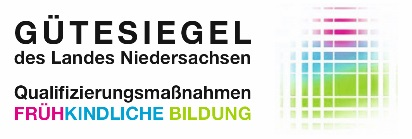 GÜTESIEGEL
des Landes Niedersachsen
Qualifizierungsmaßnahmen
FRÜHKINDLICHE BILDUNG